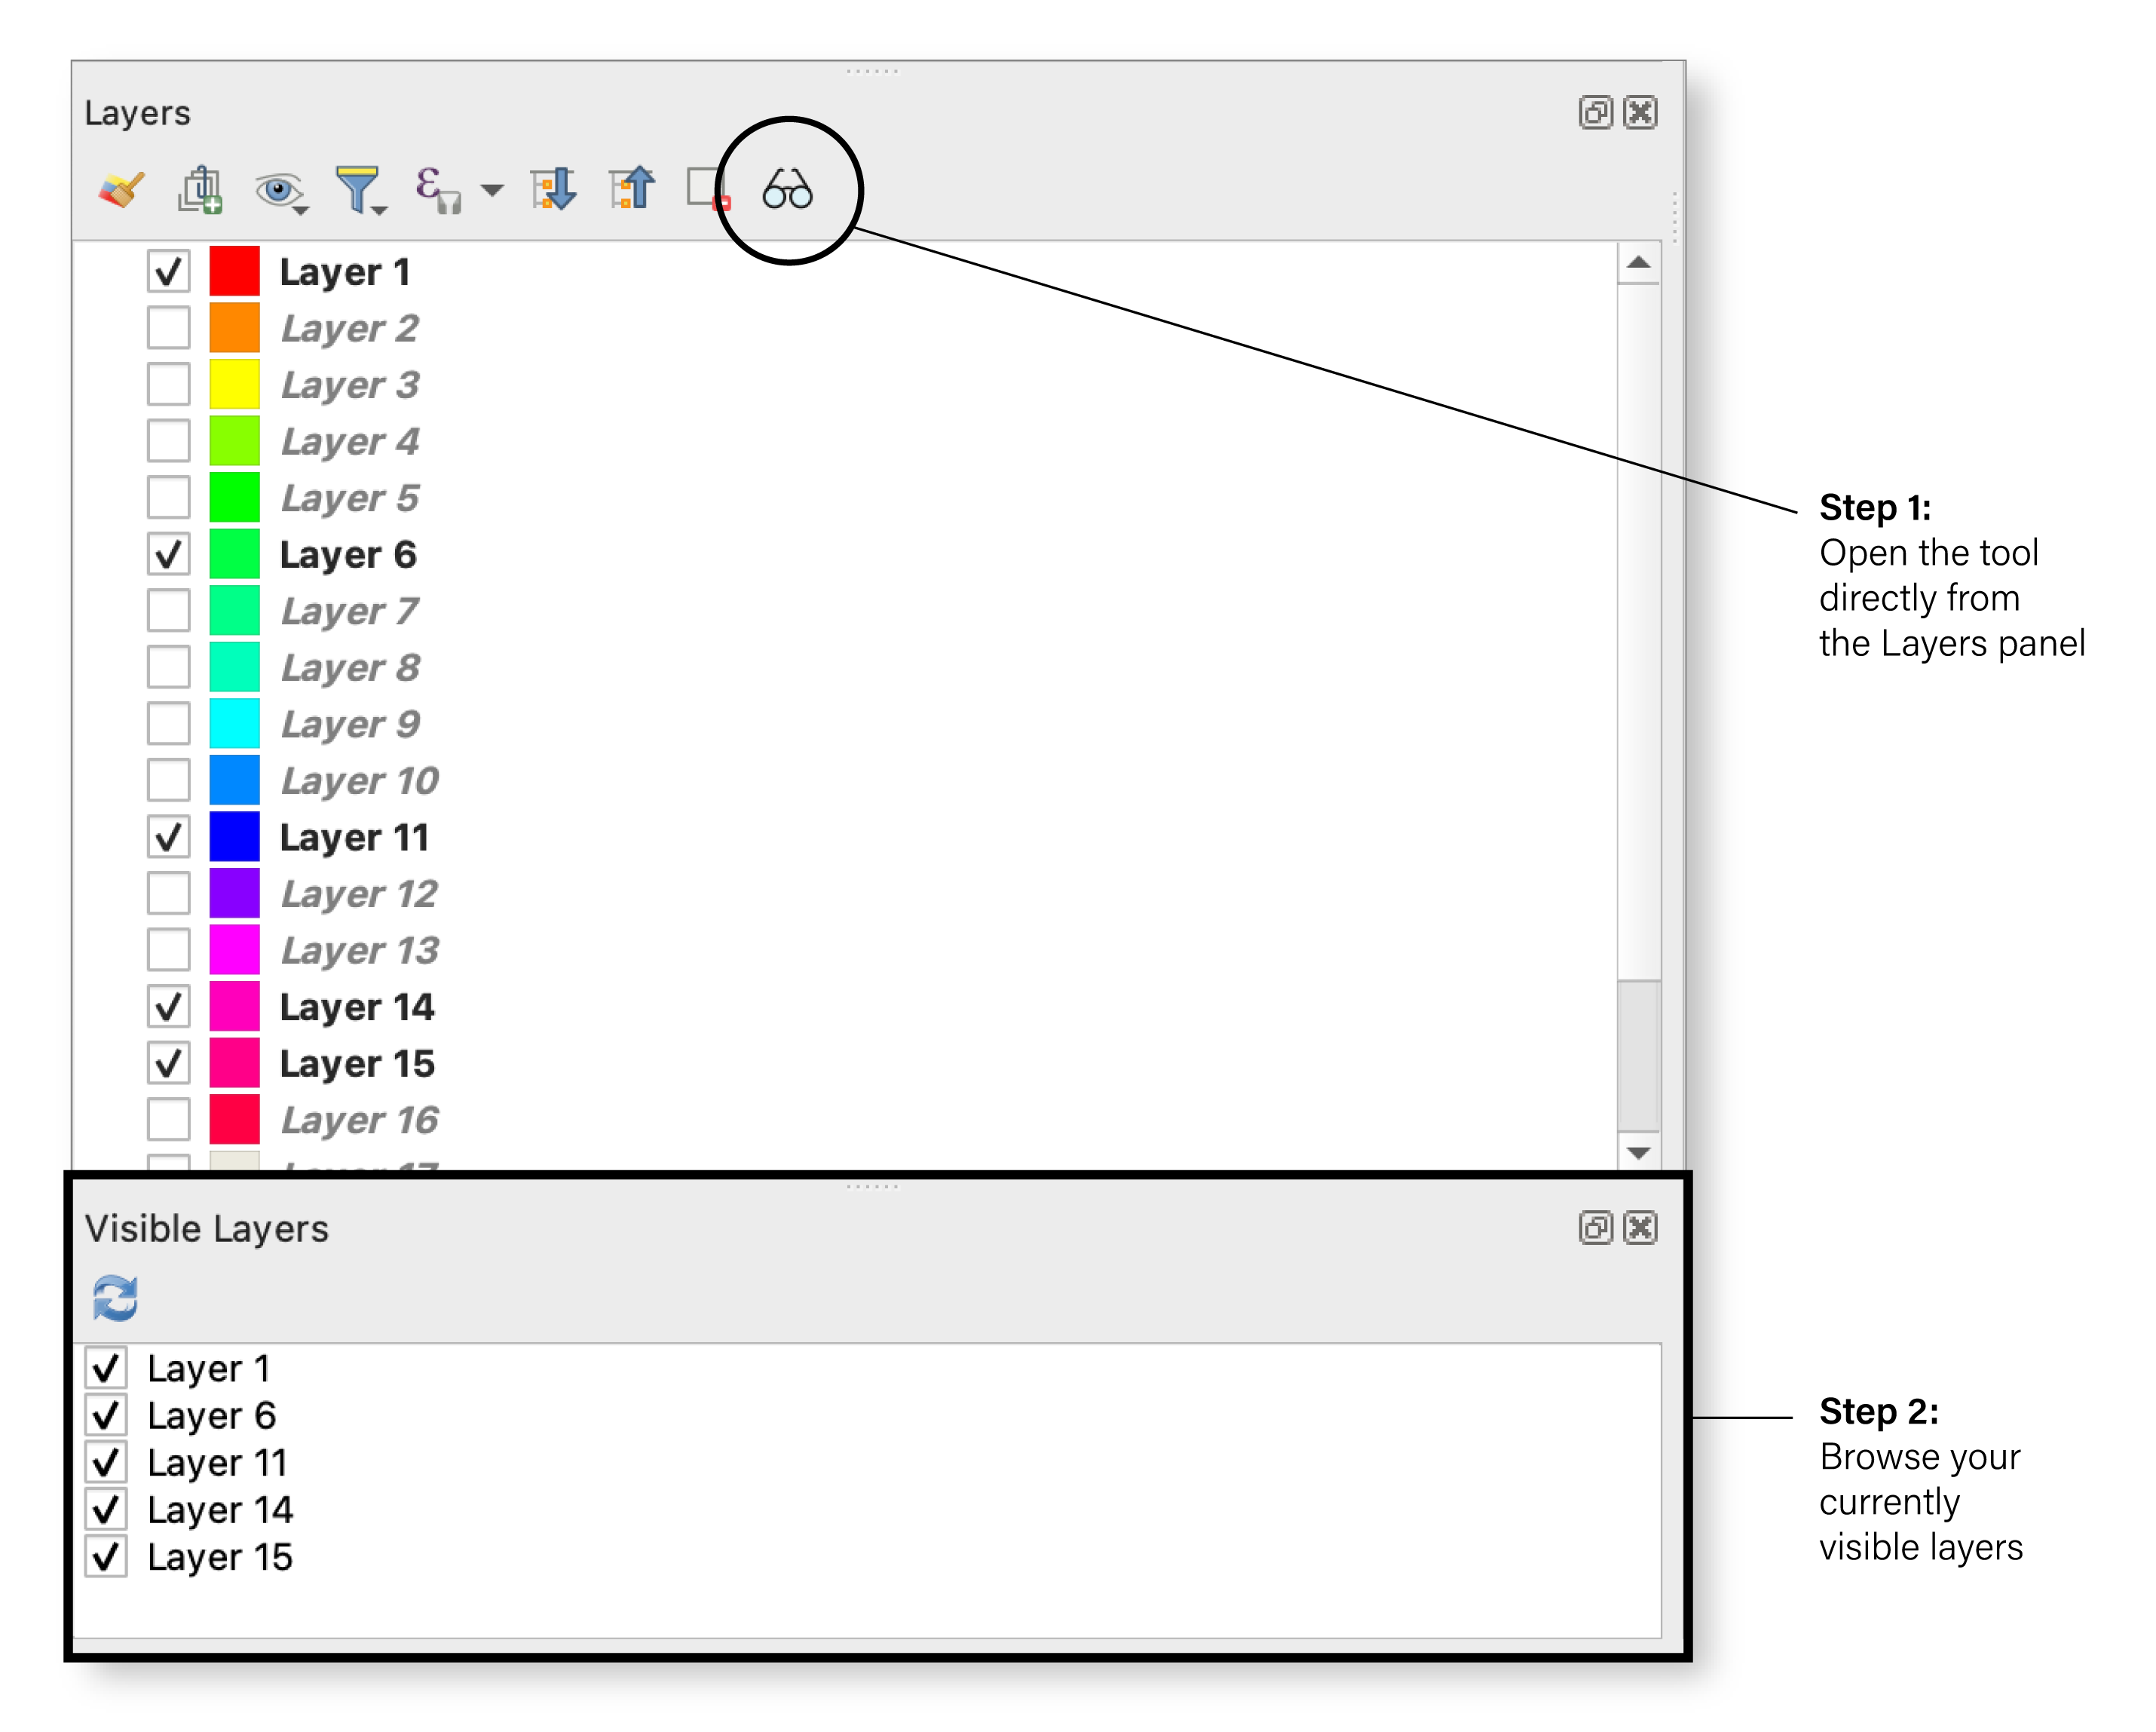 Layers
Layer 1
Layer 2
Layer 3
Layer 4
Layer 5
Layer 6
Layer 7
Layer 8
Layer 9
Layer 10
Layer 11
Layer 12
Layer 13
Layer 14
Layer 15
Layer 16
Layer 17
Step 1:
Open the tool
directly from
the Layers panel
Visible Layers
Layer 1
Layer 6
Layer 11
Layer 14
Layer 15
Step 2:
Browse your
currently
visible layers